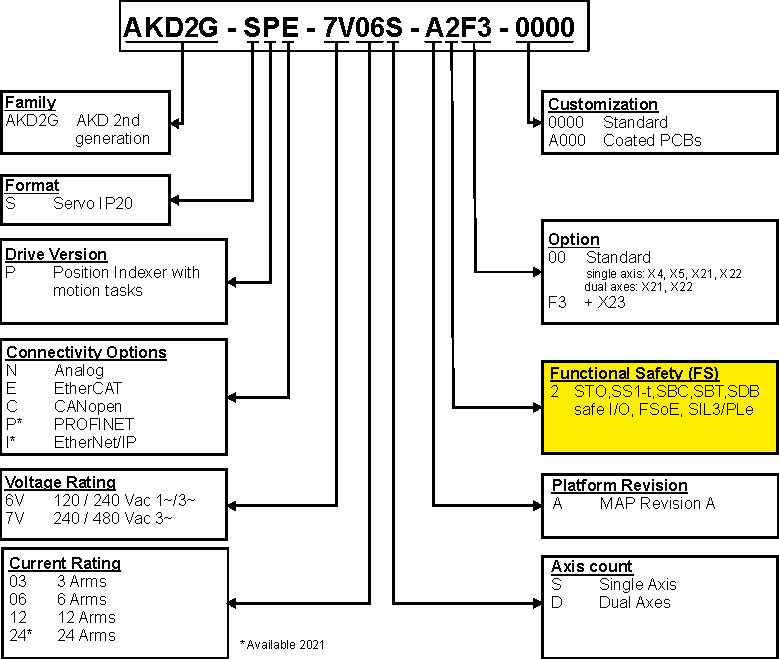 AKD2G - SPE - 7V06S - A2F3 - 0000
Family
AKD2G AKD 2nd
generation
Format
S Servo IP20
Drive Version
P Position Indexer with
motion tasks
Connectivity Options
N Analog
E EtherCAT
C CANopen
P* PROFINET
I* EtherNet/IP
Voltage Rating
6V 120 / 240 Vac 1~/3~
7V 240 / 480 Vac 3~
Current Rating
03 3 Arms
06 6 Arms
12 12 Arms
24* 24 Arms
*Available 2021
Customization
0000 Standard
A000 Coated PCBs
Option
00 Standard
single axis: X4, X5, X21, X22
dual axes: X21, X22
F3 + X23
Functional Safety (FS)
2 STO,SS1-t,SBC,SBT,SDB
safe I/O, FSoE, SIL3/PLe
Platform Revision
A MAP Revision A
Axis count
S Single Axis
D Dual Axes